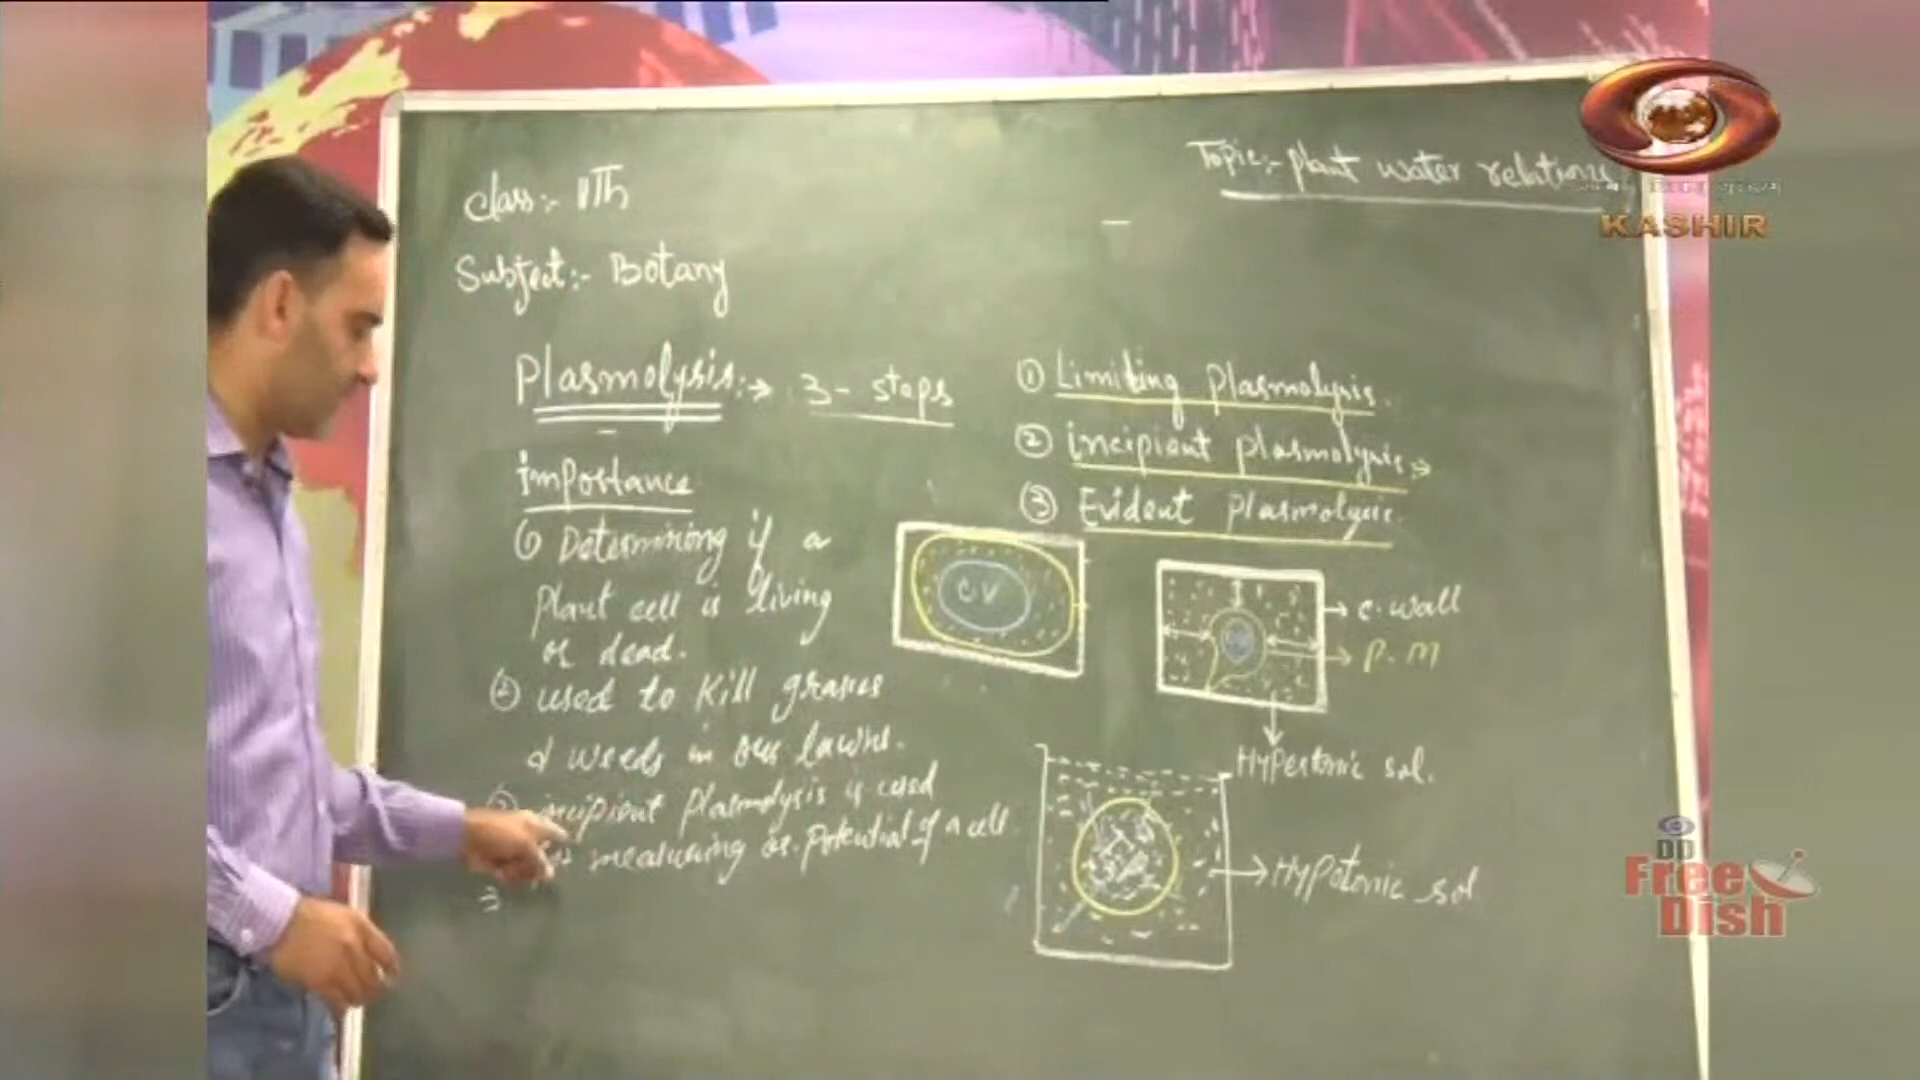 Class:- 11Th
Topic:- Plant water relations
Subject:- Botany
KASHIR
Plasmolysis:→ 3- steps
① Limiting Plasmolysis.
② incipient plasmolysis:→
③ Evident Plasmolysis.
importance
① Determining if a
Plant cell is living
or dead.
② used to Kill grasses
& weeds in our lawns.
③ incipient Plasmolysis is used
for measuring os. potential of a cell.
C V
→ c. wall
→ P. M
Hypertonic sol.
→ Hypotonic sol
DD
Free
Dish